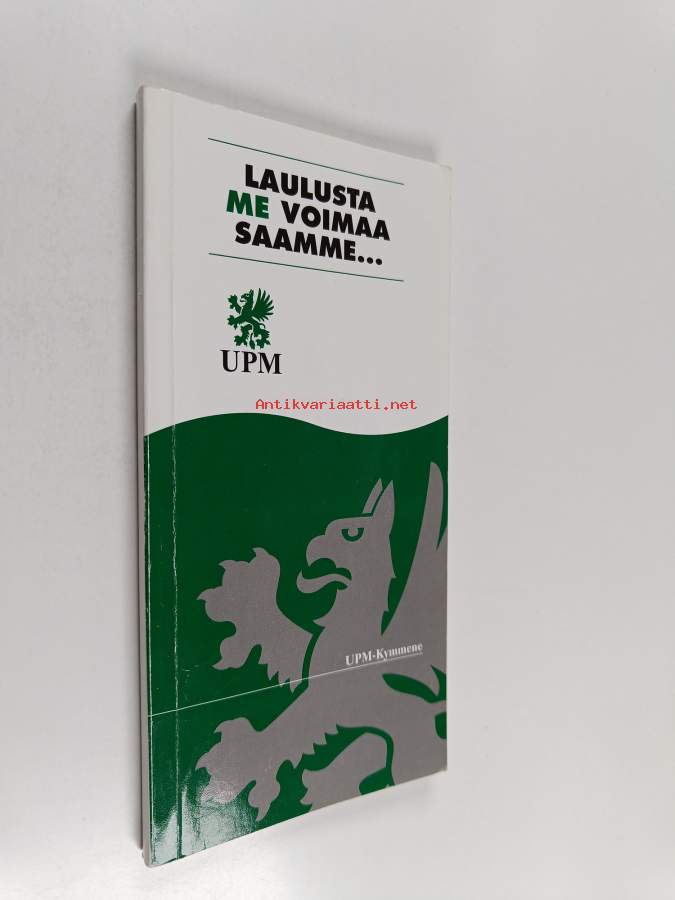 LAULUSTA
ME VOIMAA
SAAMME...
UPM
Antikvariaatti.net
UPM-Kymmene